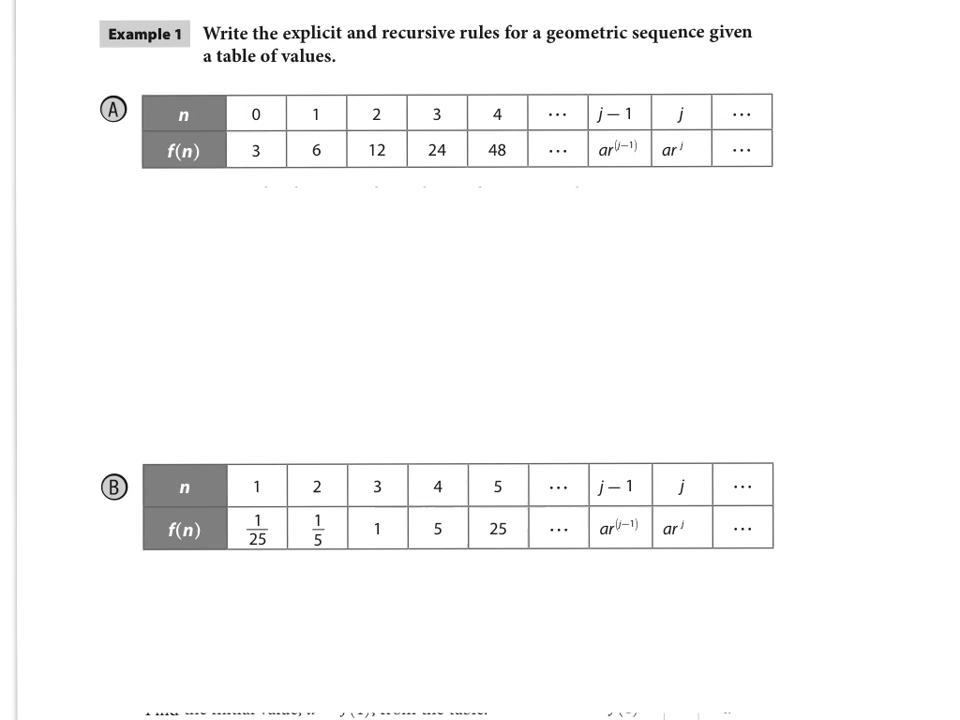 Example 1 Write the explicit and recursive rules for a geometric sequence given
a table of values.
A
n 0 1 2 3 4 ... j − 1 j ...
f(n) 3 6 12 24 48 ... ar^(j−1) ar^j ...
B
n 1 2 3 4 5 ... j − 1 j ...
f(n) 1/25 1/5 1 5 25 ... ar^(j−1) ar^j ...